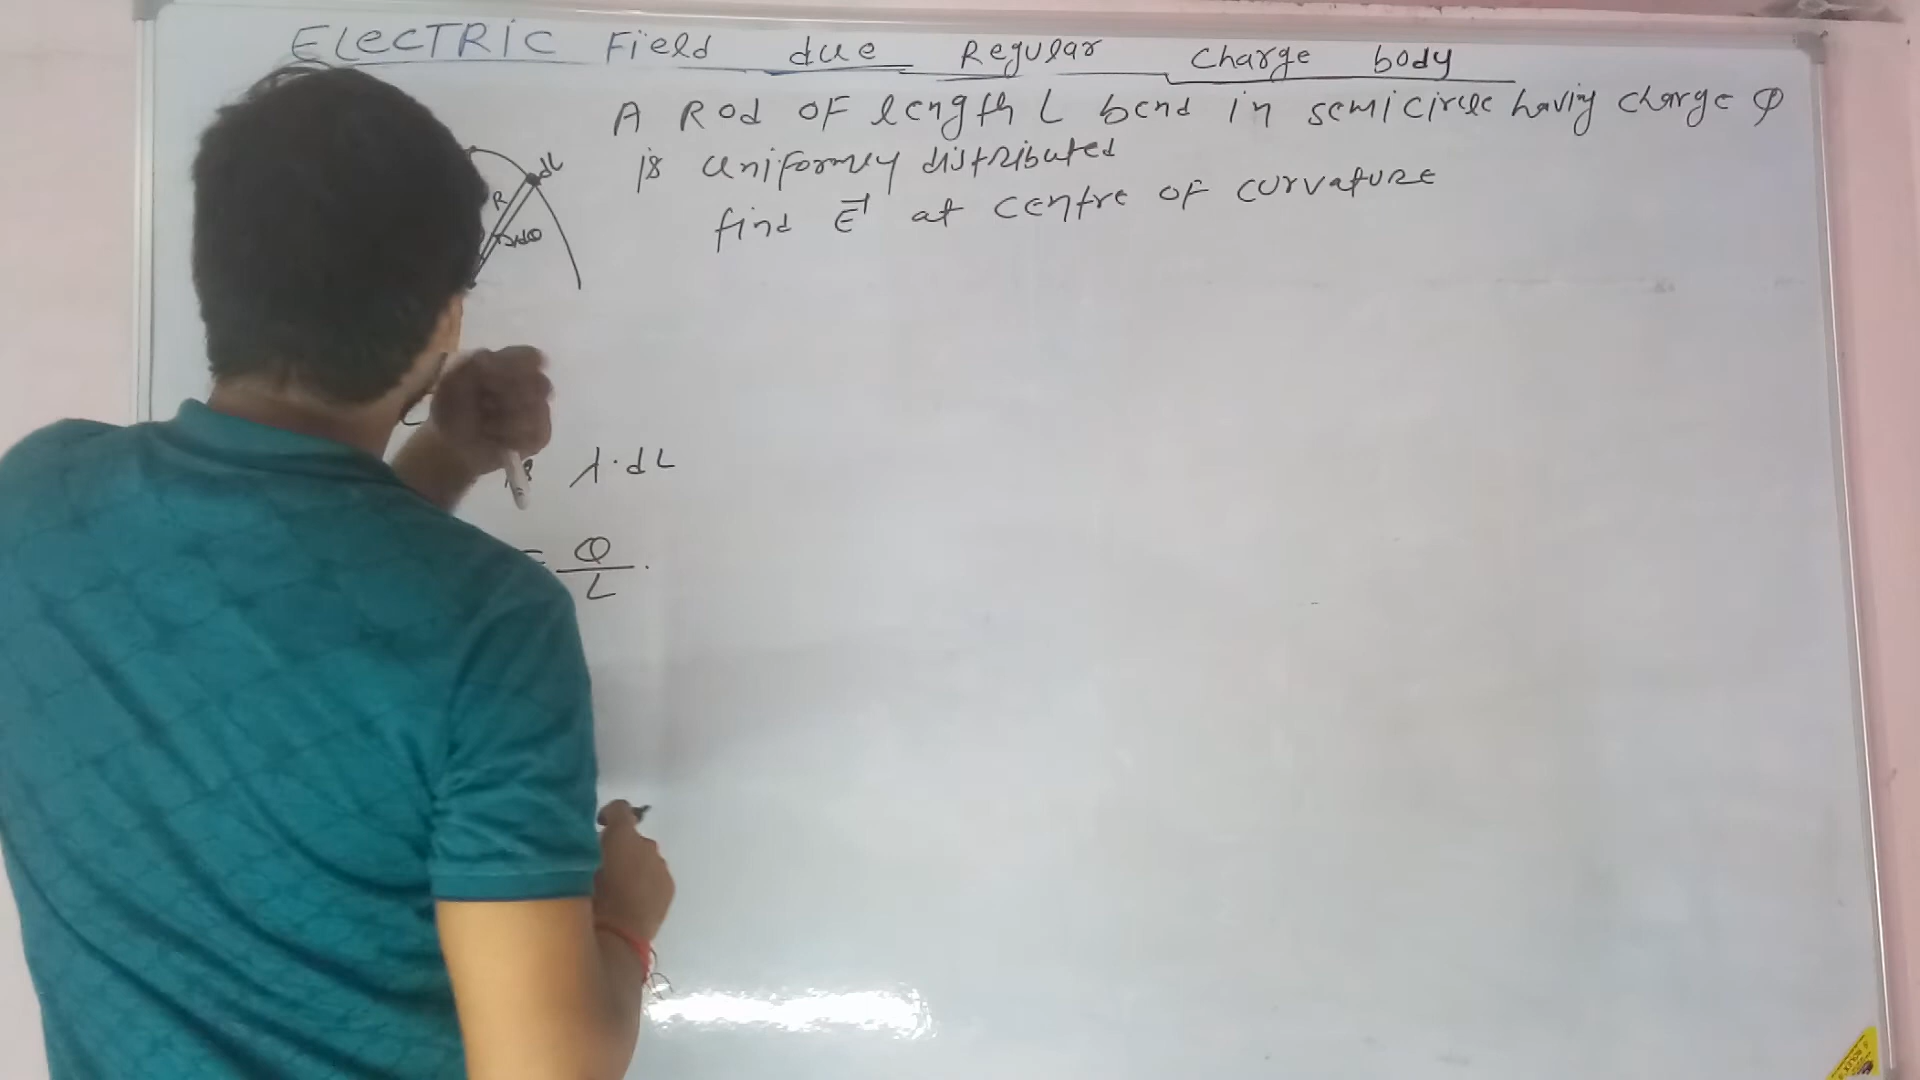 ELECTRIC Field due Regular Charge body
A Rod OF length L bend in semicircle having charge Q
is uniformly distributed
find E⃗ at centre of curvature
dL
R
dθ
λ·dL
= Q/L ·